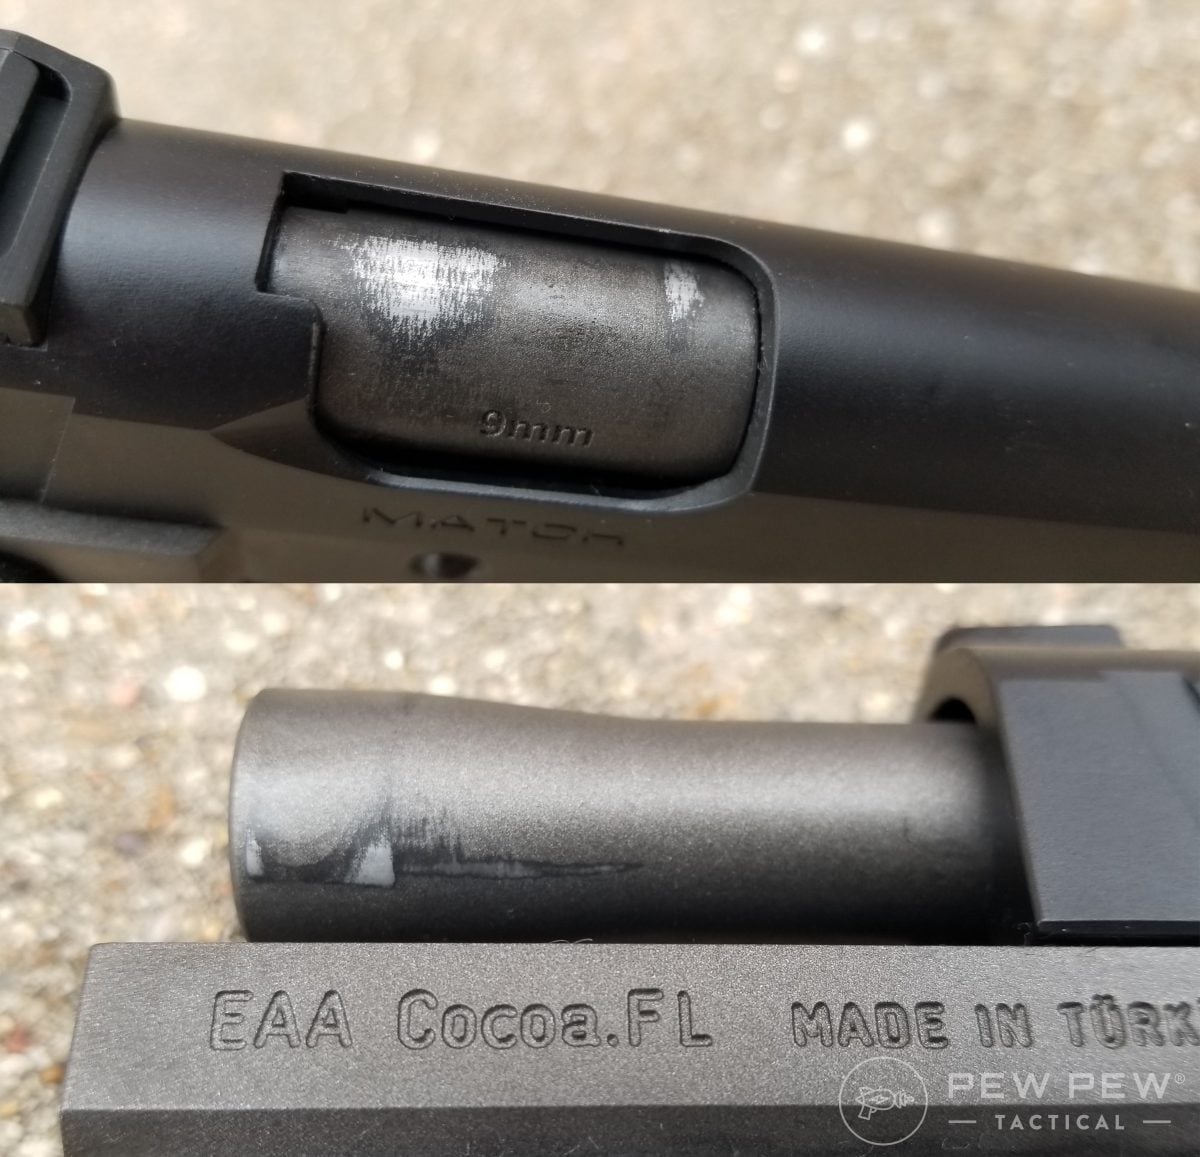 9mm
MATCH
EAA Cocoa.FL MADE IN TÜRK
PEW PEW®
TACTICAL